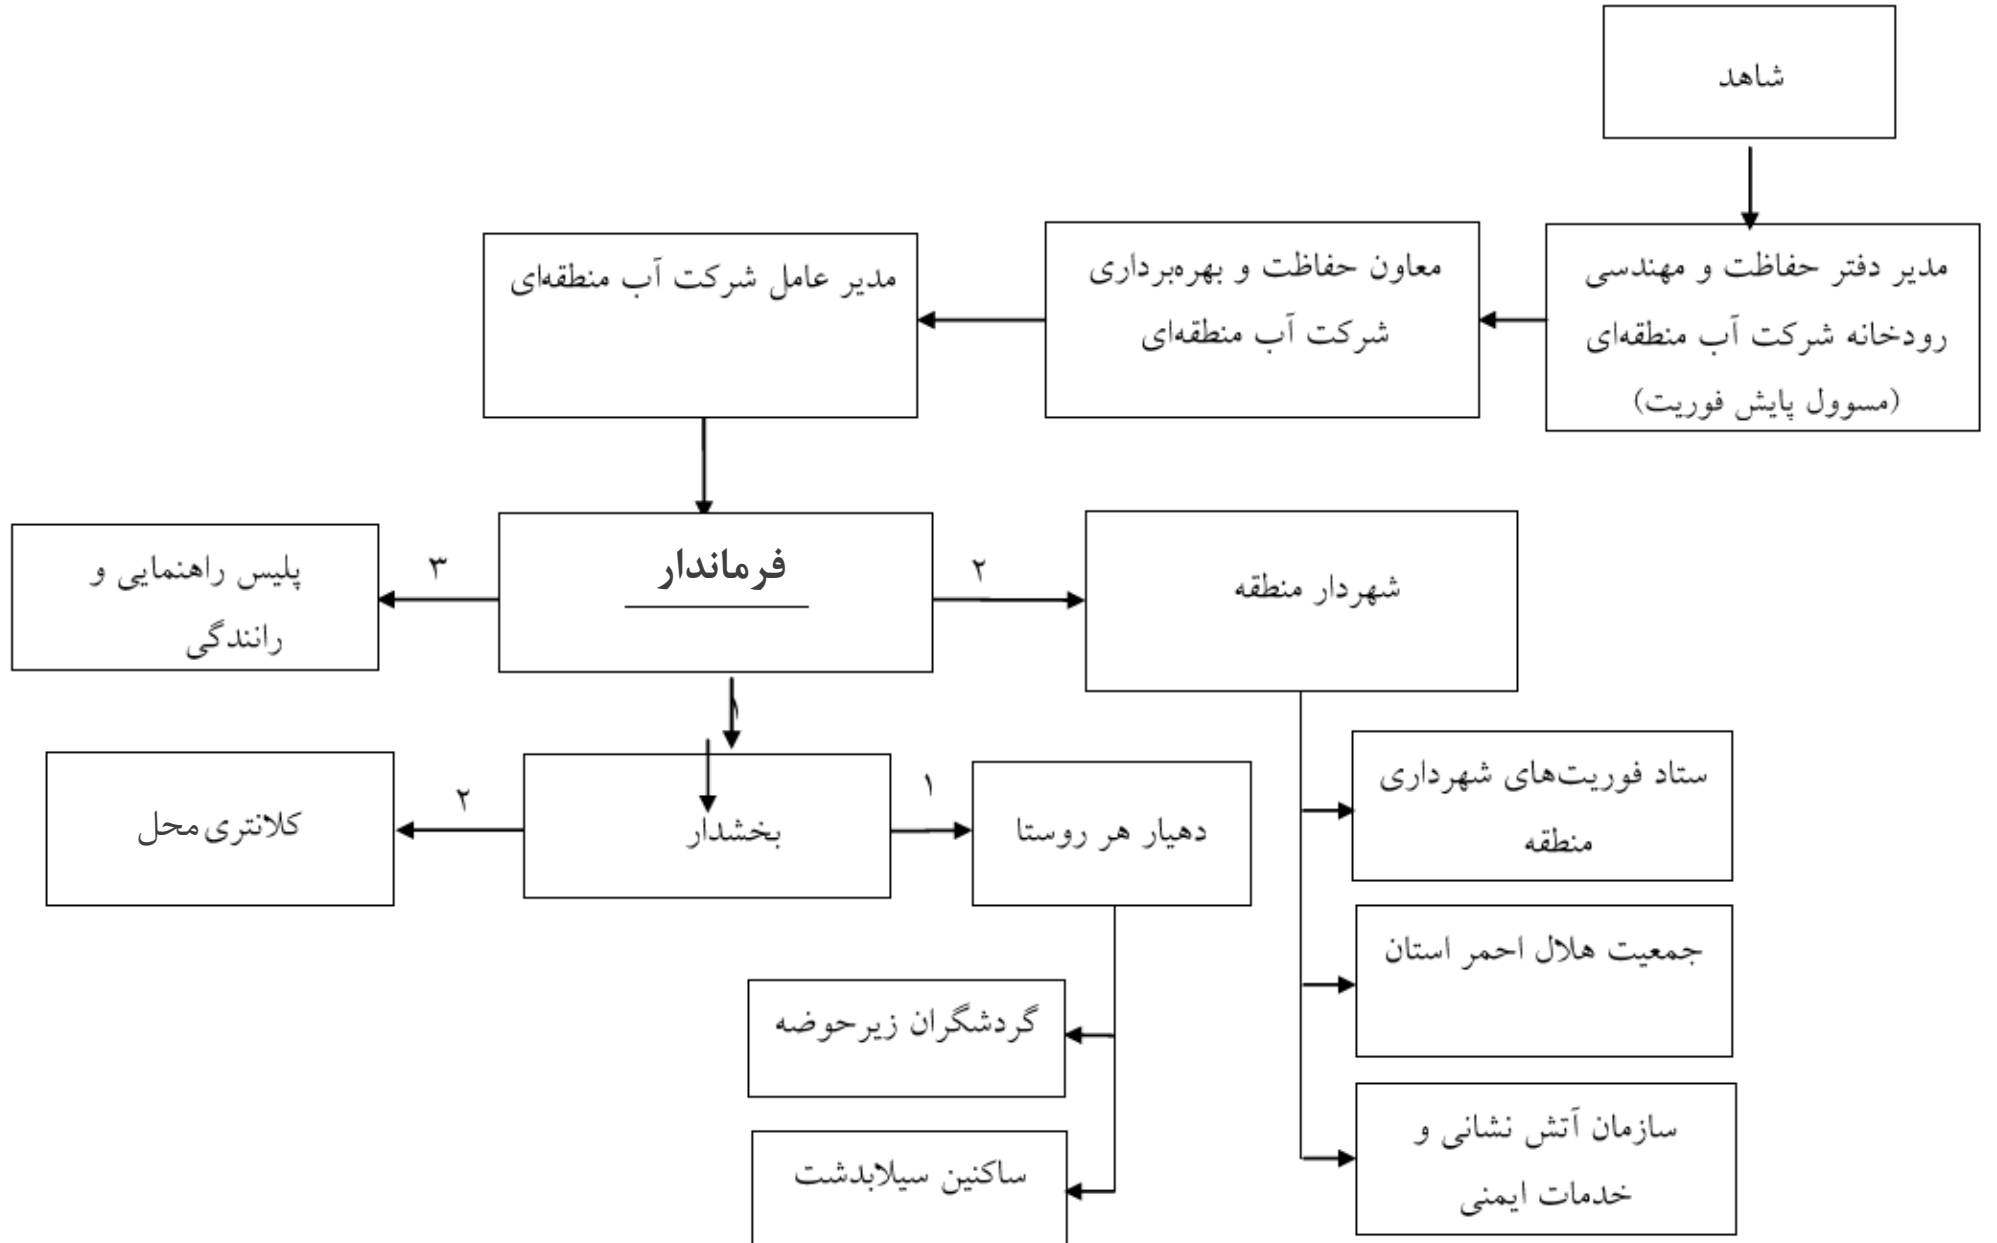 شاهد
مدیر دفتر حفاظت و مهندسی
رودخانه شرکت آب منطقه‌ای
(مسوول پایش فوریت)
معاون حفاظت و بهره‌برداری
شرکت آب منطقه‌ای
مدیر عامل شرکت آب منطقه‌ای
شهردار منطقه
۲
فرماندار
۳
پلیس راهنمایی و
رانندگی
۱
ستاد فوریت‌های شهرداری
منطقه
دهیار هر روستا
۱
بخشدار
۲
کلانتری محل
جمعیت هلال احمر استان
گردشگران زیرحوضه
سازمان آتش نشانی و
خدمات ایمنی
ساکنین سیلابدشت